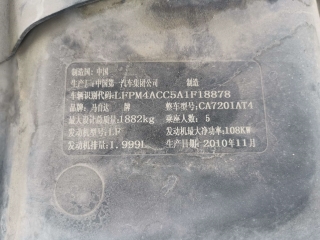 制造国：中国
生产厂：中国第一汽车集团公司 制造
车辆识别代码：LFPM4ACC5A1F18878
品牌：马自达 牌 整车型号：CA7201AT4
最大设计总质量：1882kg 乘座人数：5
发动机型号：LF 发动机最大净功率：108KW
发动机排量：1.999L 生产日期：2010年11月